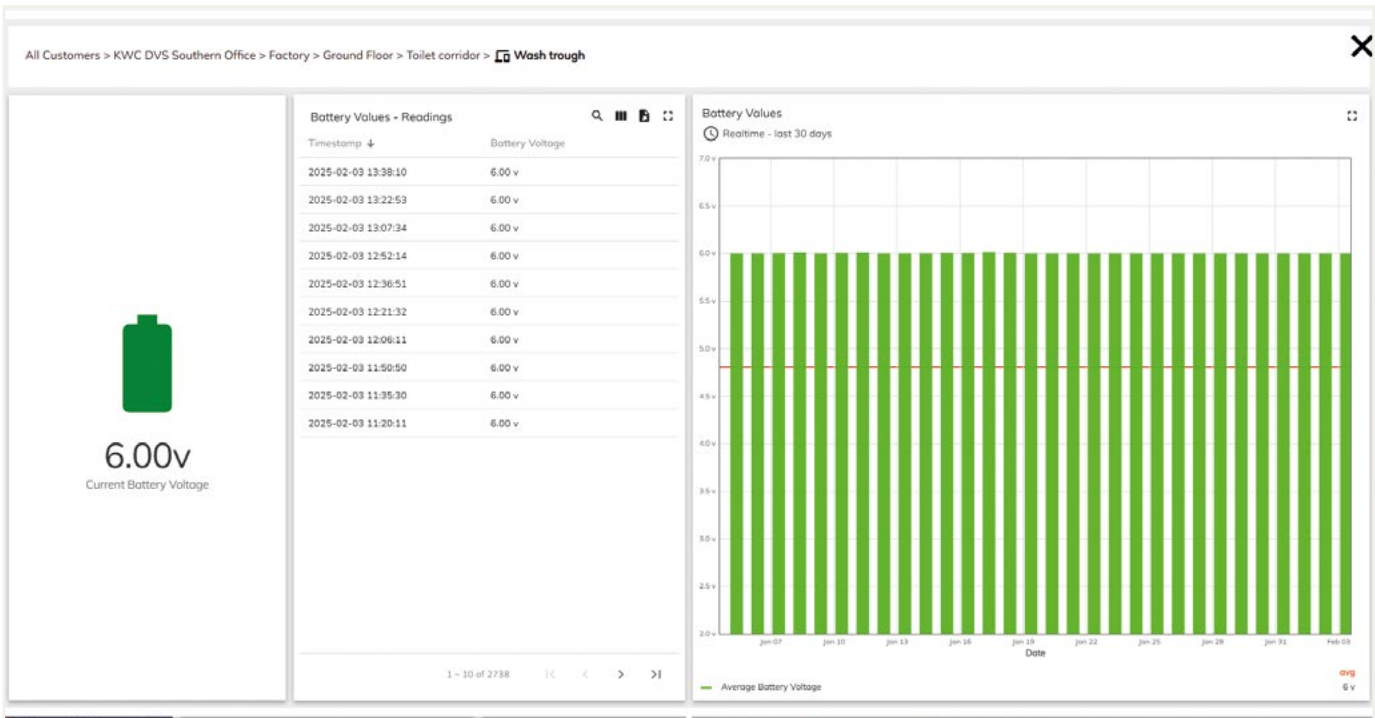 All Customers > KWC DVS Southern Office > Factory > Ground Floor > Toilet corridor > Wash trough
6.00v
Current Battery Voltage
Battery Values - Readings
Timestamp Battery Voltage
2025-02-03 13:38:10 6.00 v
2025-02-03 13:22:53 6.00 v
2025-02-03 13:07:34 6.00 v
2025-02-03 12:52:14 6.00 v
2025-02-03 12:36:51 6.00 v
2025-02-03 12:21:32 6.00 v
2025-02-03 12:06:11 6.00 v
2025-02-03 11:50:50 6.00 v
2025-02-03 11:35:30 6.00 v
2025-02-03 11:20:11 6.00 v
1 – 10 of 2738
Battery Values
Realtime - last 30 days
7.0 v
6.5 v
6.0 v
5.5 v
5.0 v
4.5 v
4.0 v
3.5 v
3.0 v
2.5 v
2.0 v
Jan 07 Jan 10 Jan 13 Jan 16 Jan 19 Jan 22 Jan 25 Jan 28 Jan 31 Feb 03
Date
avg
Average Battery Voltage 6 v